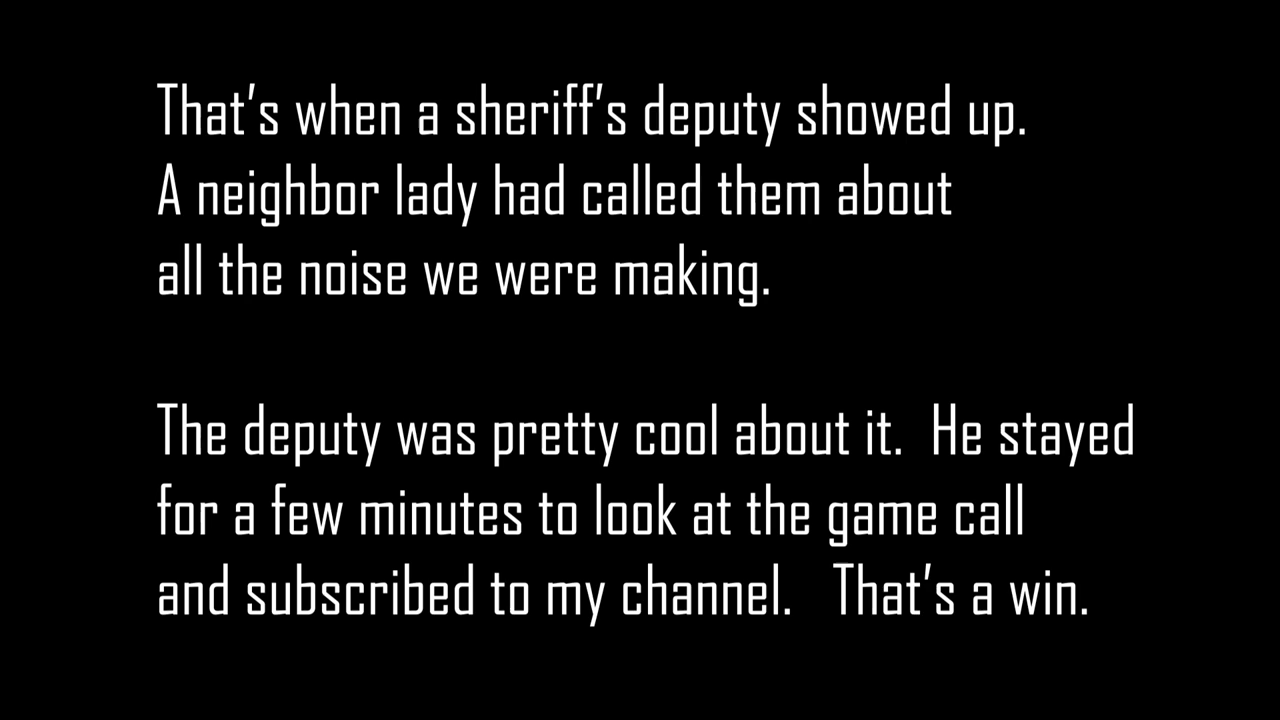 That’s when a sheriff’s deputy showed up.
A neighbor lady had called them about
all the noise we were making.
The deputy was pretty cool about it.  He stayed
for a few minutes to look at the game call
and subscribed to my channel.   That’s a win.